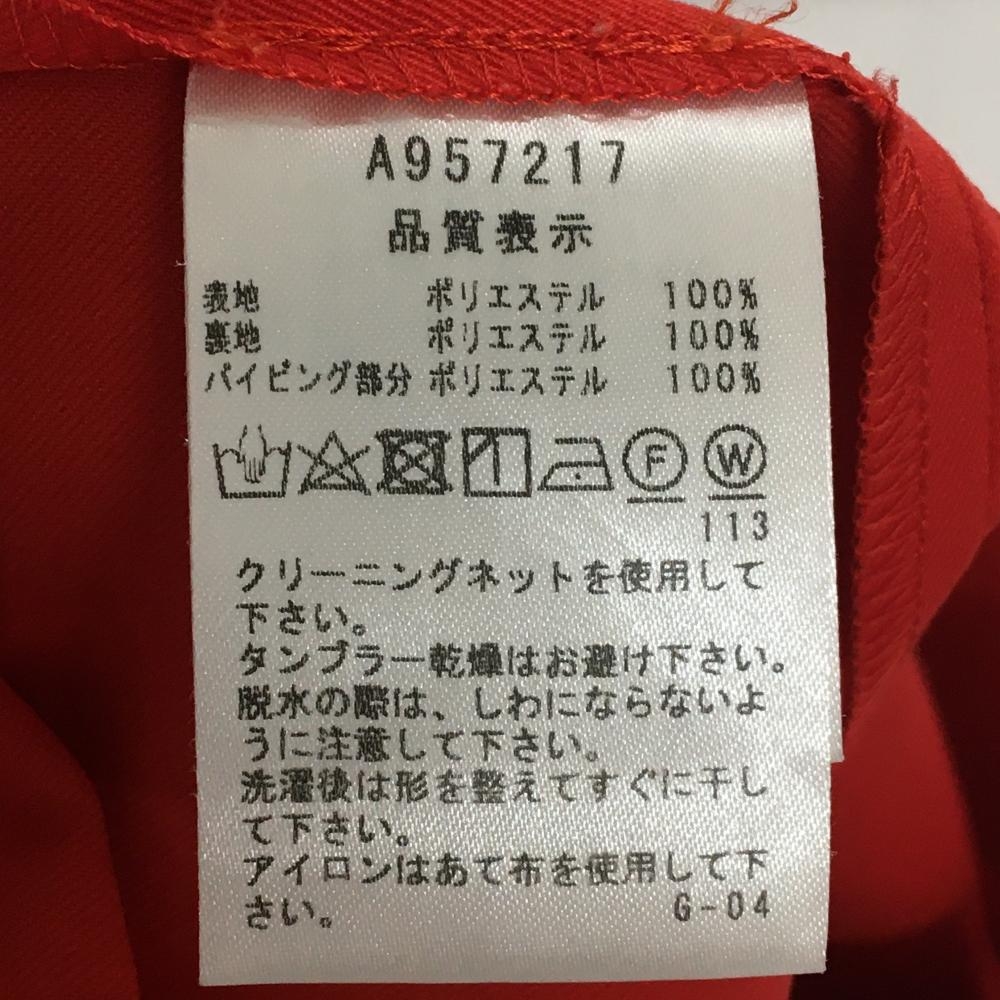 A957217
品質表示
表地 ポリエステル 100%
裏地 ポリエステル 100%
パイピング部分 ポリエステル 100%
F W
113
クリーニングネットを使用して
下さい。
タンブラー乾燥はお避け下さい。
脱水の際は、しわにならないよ
うに注意して下さい。
洗濯後は形を整えてすぐに干し
て下さい。
アイロンはあて布を使用して下
さい。 G-04